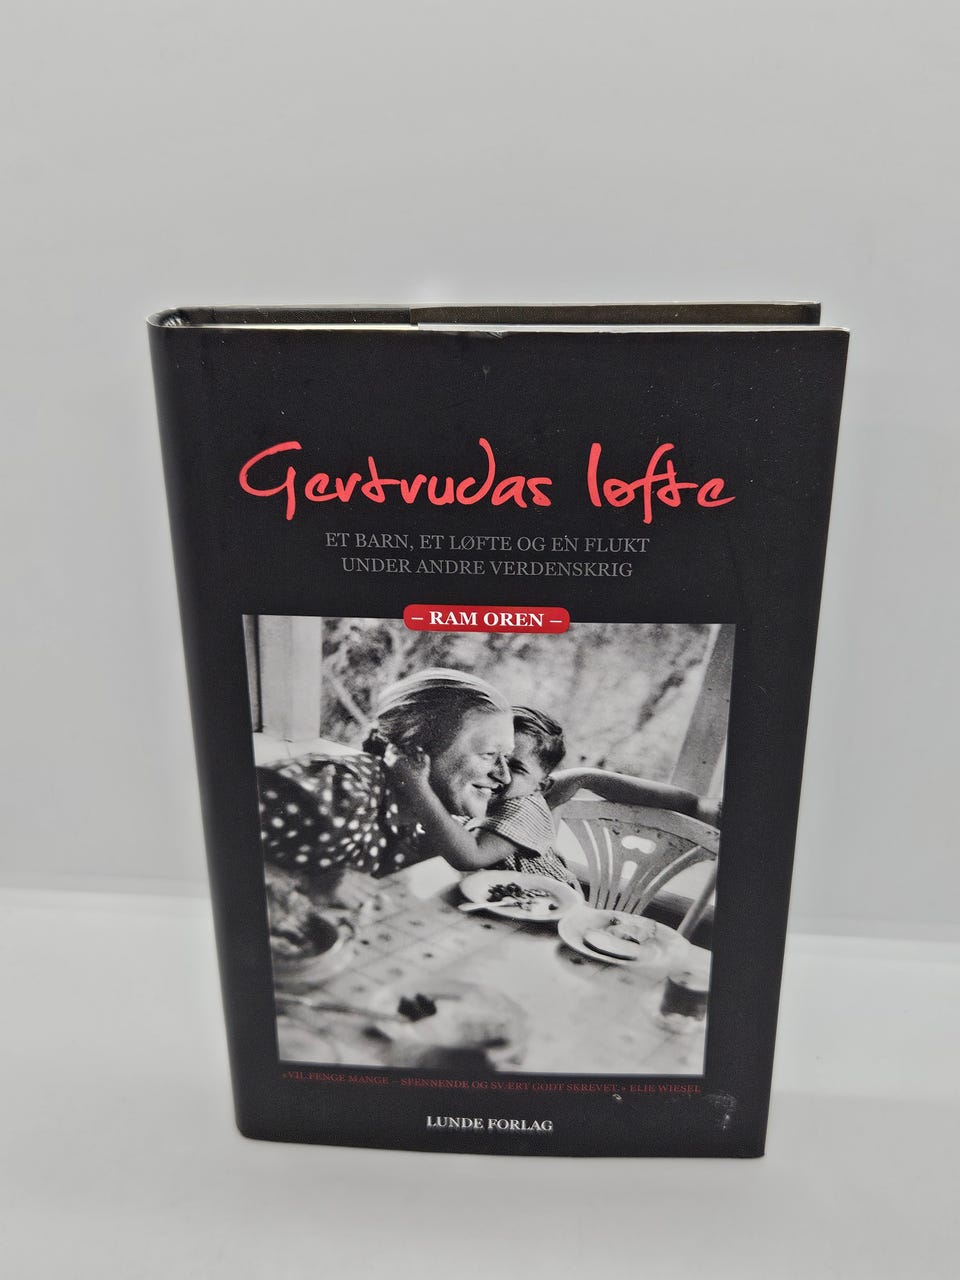 Gertrudas løfte
ET BARN, ET LØFTE OG EN FLUKT
UNDER ANDRE VERDENSKRIG
– RAM OREN –
«VIL FENGE MANGE – SPENNENDE OG SVÆRT GODT SKREVET.» ELIE WIESEL
LUNDE FORLAG